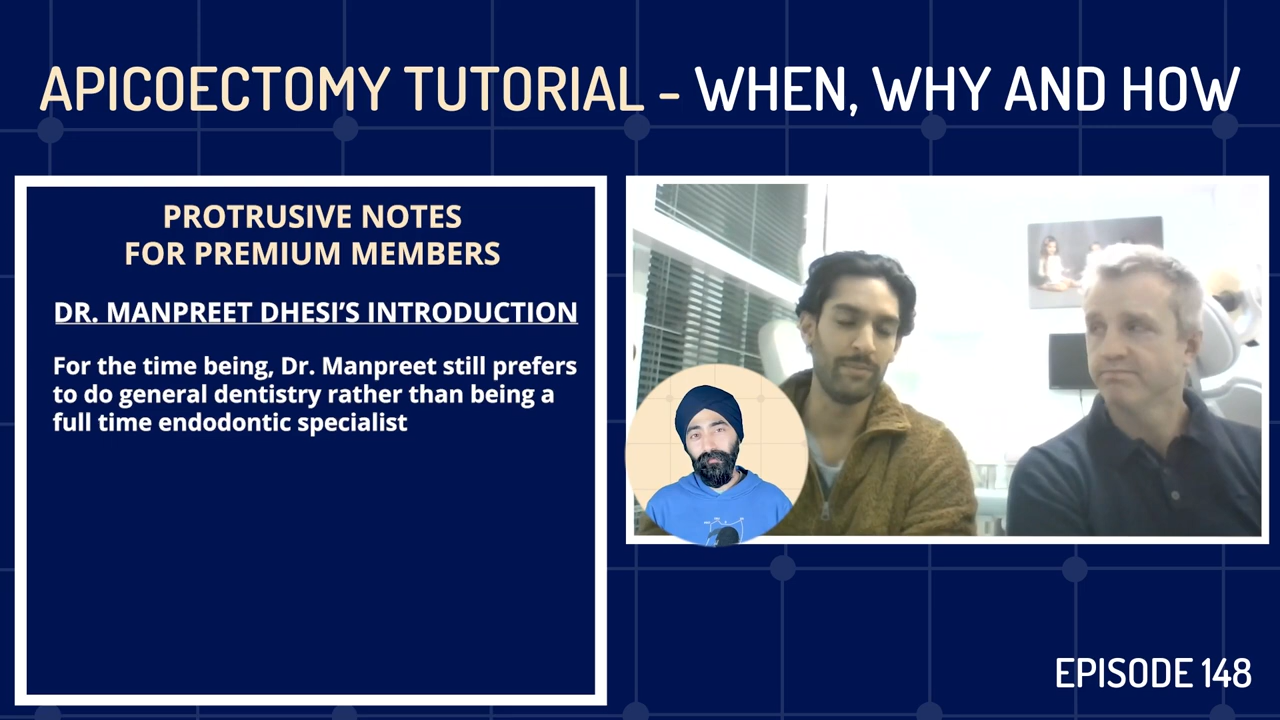 APICOECTOMY TUTORIAL - WHEN, WHY AND HOW
PROTRUSIVE NOTES
FOR PREMIUM MEMBERS
DR. MANPREET DHESI'S INTRODUCTION
For the time being, Dr. Manpreet still prefers
to do general dentistry rather than being a
full time endodontic specialist
EPISODE 148